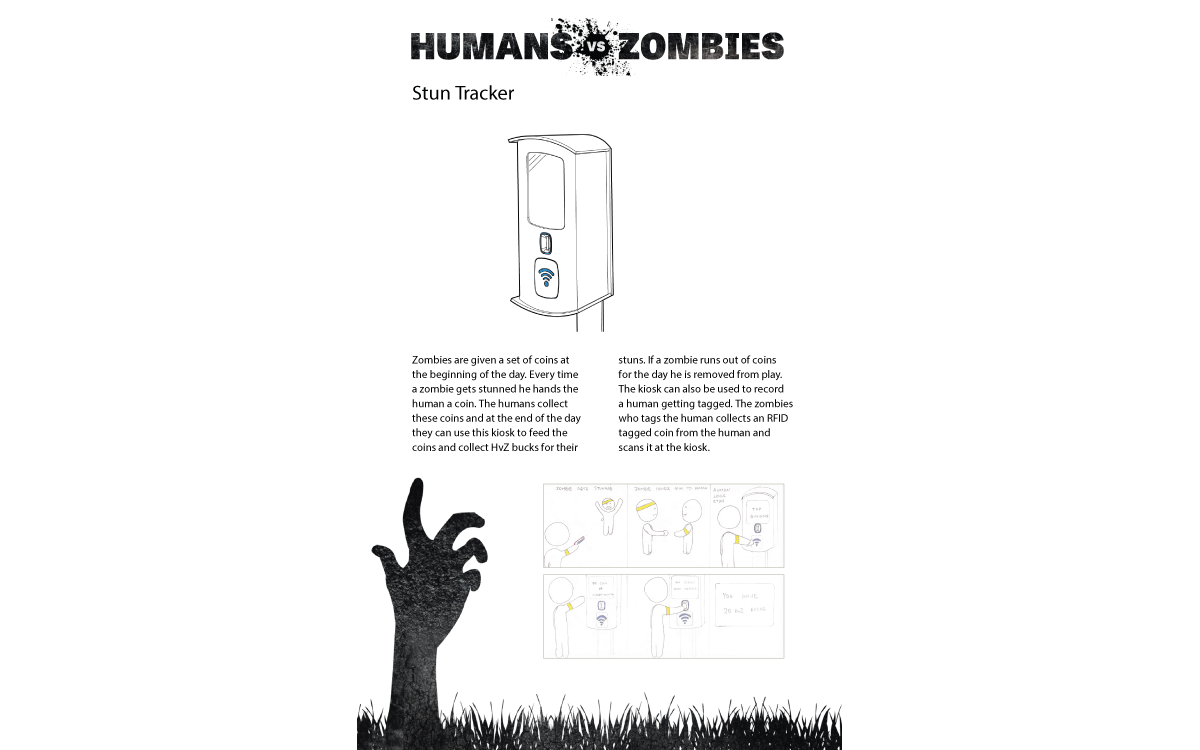 HUMANS VS ZOMBIES
Stun Tracker
Zombies are given a set of coins at
the beginning of the day. Every time
a zombie gets stunned he hands the
human a coin. The humans collect
these coins and at the end of the day
they can use this kiosk to feed the
coins and collect HvZ bucks for their
stuns. If a zombie runs out of coins
for the day he is removed from play.
The kiosk can also be used to record
a human getting tagged. The zombies
who tags the human collects an RFID
tagged coin from the human and
scans it at the kiosk.
ZOMBIE GETS STUNNED
YOU HAVE